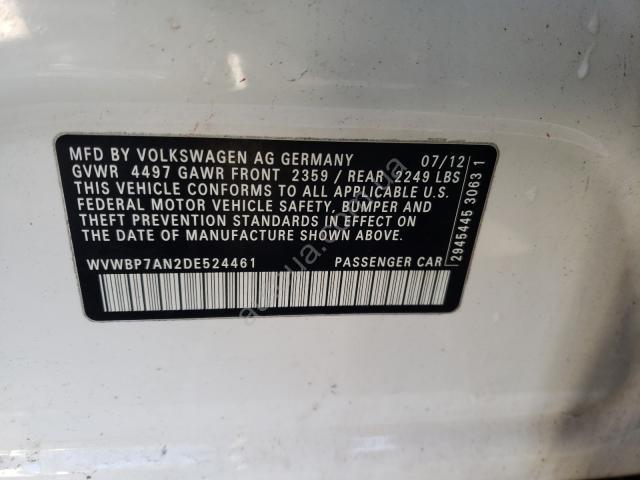 MFD BY VOLKSWAGEN AG GERMANY 07/12
GVWR 4497 GAWR FRONT 2359 / REAR 2249 LBS
THIS VEHICLE CONFORMS TO ALL APPLICABLE U.S.
FEDERAL MOTOR VEHICLE SAFETY, BUMPER AND
THEFT PREVENTION STANDARDS IN EFFECT ON
THE DATE OF MANUFACTURE SHOWN ABOVE.
WVWBP7AN2DE524461 PASSENGER CAR
2945445 3063 1